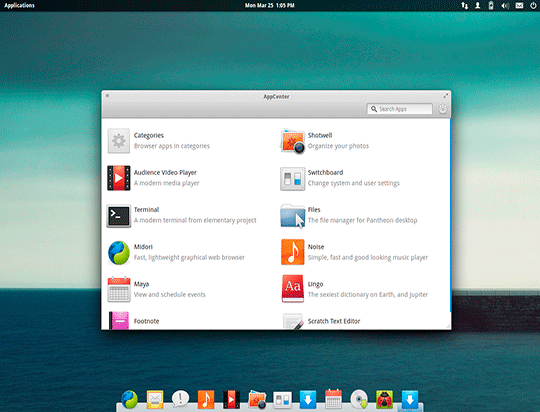 Applications
Mon Mar 25 1:05 PM
AppCenter
Search Apps
Categories
Browser apps in categories
Shotwell
Organize your photos
Audience Video Player
A modern media player
Switchboard
Change system and user settings
Terminal
A modern terminal from elementary project
Files
The file manager for Pantheon desktop
Midori
Fast, lightweight graphical web browser
Noise
Simple, fast and good looking music player
Maya
View and schedule events
Lingo
The sexiest dictionary on Earth, and Jupiter
Aa
Footnote
Scratch Text Editor